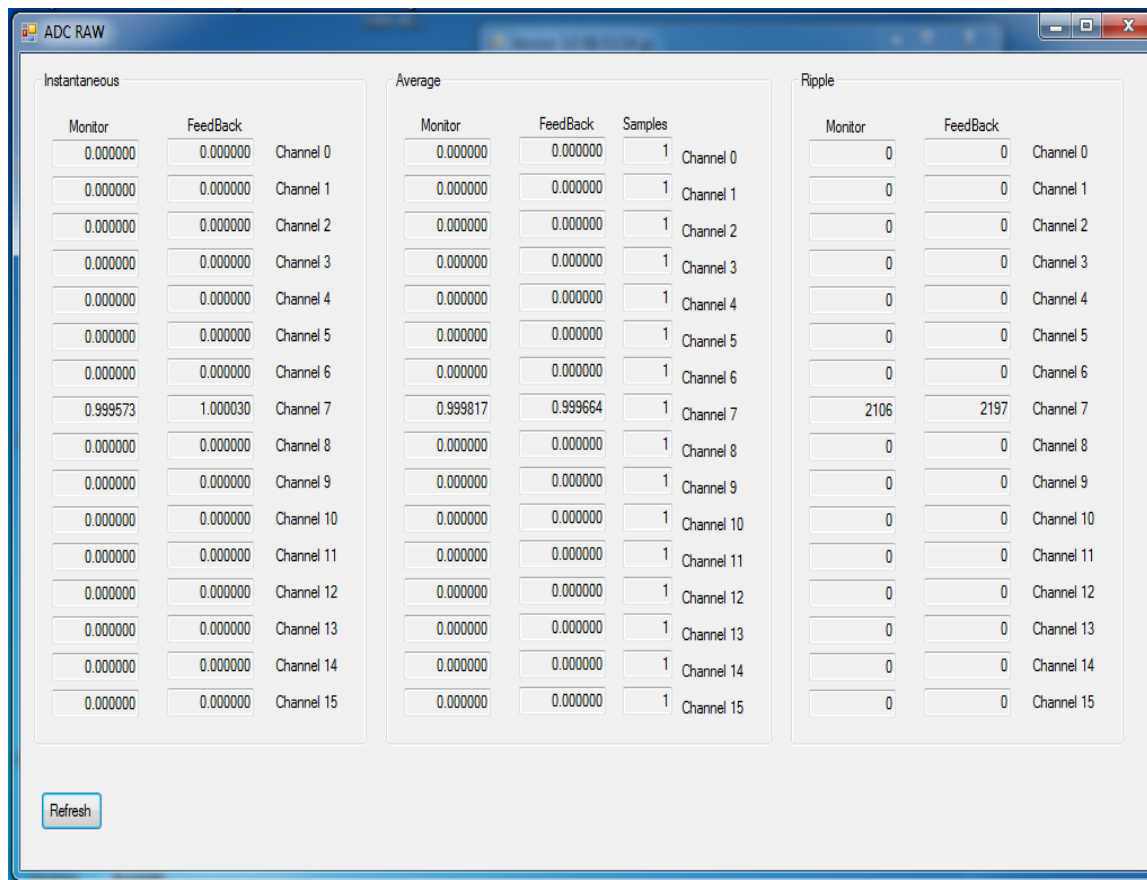 ADC RAW
Instantaneous
Monitor FeedBack
0.000000 0.000000 Channel 0
0.000000 0.000000 Channel 1
0.000000 0.000000 Channel 2
0.000000 0.000000 Channel 3
0.000000 0.000000 Channel 4
0.000000 0.000000 Channel 5
0.000000 0.000000 Channel 6
0.999573 1.000030 Channel 7
0.000000 0.000000 Channel 8
0.000000 0.000000 Channel 9
0.000000 0.000000 Channel 10
0.000000 0.000000 Channel 11
0.000000 0.000000 Channel 12
0.000000 0.000000 Channel 13
0.000000 0.000000 Channel 14
0.000000 0.000000 Channel 15
Average
Monitor FeedBack Samples
0.000000 0.000000 1 Channel 0
0.000000 0.000000 1 Channel 1
0.000000 0.000000 1 Channel 2
0.000000 0.000000 1 Channel 3
0.000000 0.000000 1 Channel 4
0.000000 0.000000 1 Channel 5
0.000000 0.000000 1 Channel 6
0.999817 0.999664 1 Channel 7
0.000000 0.000000 1 Channel 8
0.000000 0.000000 1 Channel 9
0.000000 0.000000 1 Channel 10
0.000000 0.000000 1 Channel 11
0.000000 0.000000 1 Channel 12
0.000000 0.000000 1 Channel 13
0.000000 0.000000 1 Channel 14
0.000000 0.000000 1 Channel 15
Ripple
Monitor FeedBack
0 0 Channel 0
0 0 Channel 1
0 0 Channel 2
0 0 Channel 3
0 0 Channel 4
0 0 Channel 5
0 0 Channel 6
2106 2197 Channel 7
0 0 Channel 8
0 0 Channel 9
0 0 Channel 10
0 0 Channel 11
0 0 Channel 12
0 0 Channel 13
0 0 Channel 14
0 0 Channel 15
Refresh